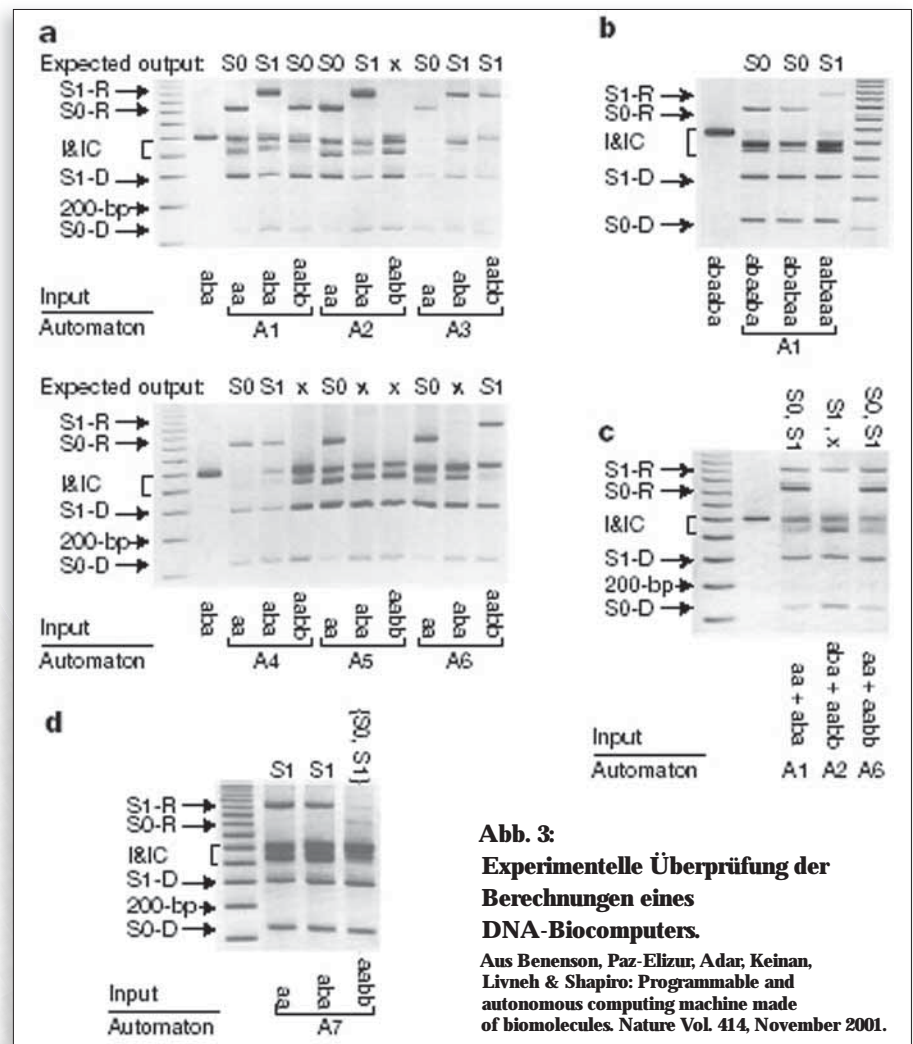 a
Expected output: S0 S1 S0 S0 S1 x S0 S1 S1
S1-R
S0-R
I&IC
S1-D
200-bp
S0-D
Input
aba aa aba aabb aa aba aabb aa aba aabb
Automaton
A1 A2 A3
Expected output: S0 S1 x S0 x x S0 x S1
S1-R
S0-R
I&IC
S1-D
200-bp
S0-D
Input
aba aa aba aabb aa aba aabb aa aba aabb
Automaton
A4 A5 A6
b
S0 S0 S1
S1-R
S0-R
I&IC
S1-D
S0-D
abaaba abaaba ababaa aabaaa
A1
c
S0, S1 S1, x S0, S1
S1-R
S0-R
I&IC
S1-D
200-bp
S0-D
Input
aa + aba aba + aabb aa + aabb
Automaton
A1 A2 A6
d
S1 S1 {S0, S1}
S1-R
S0-R
I&IC
S1-D
200-bp
S0-D
Input
aa aba aabb
Automaton
A7
Abb. 3:
Experimentelle Überprüfung der
Berechnungen eines
DNA-Biocomputers.
Aus Benenson, Paz-Elizur, Adar, Keinan,
Livneh & Shapiro: Programmable and
autonomous computing machine made
of biomolecules. Nature Vol. 414, November 2001.